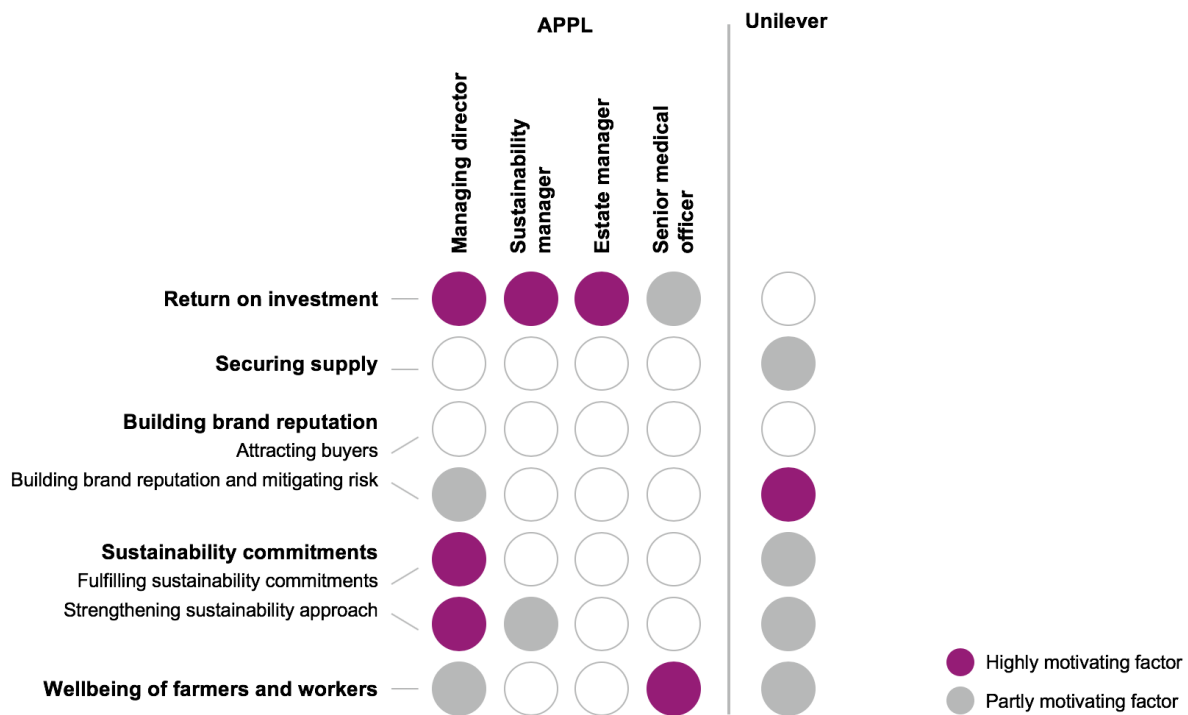 APPL
Unilever
Managing director
Sustainability
manager
Estate manager
Senior medical
officer
Return on investment
Securing supply
Building brand reputation
Attracting buyers
Building brand reputation and mitigating risk
Sustainability commitments
Fulfilling sustainability commitments
Strengthening sustainability approach
Wellbeing of farmers and workers
Highly motivating factor
Partly motivating factor